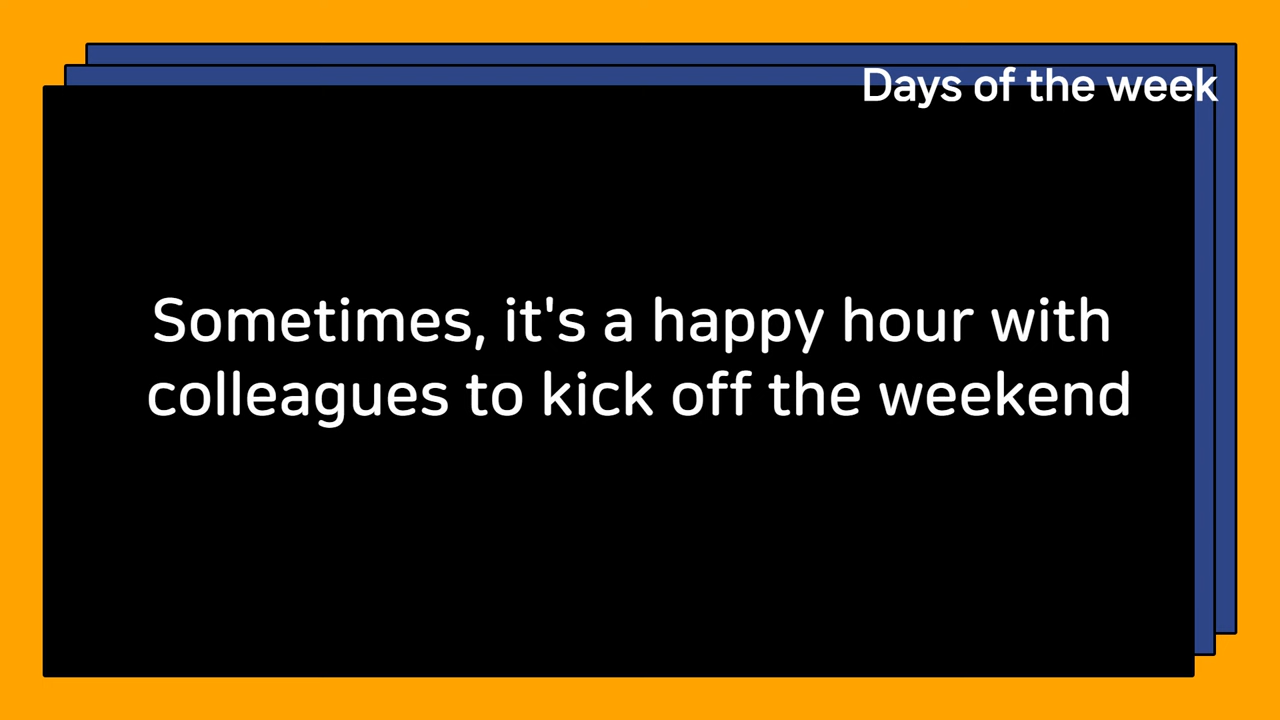 Days of the week
Sometimes, it's a happy hour with
colleagues to kick off the weekend